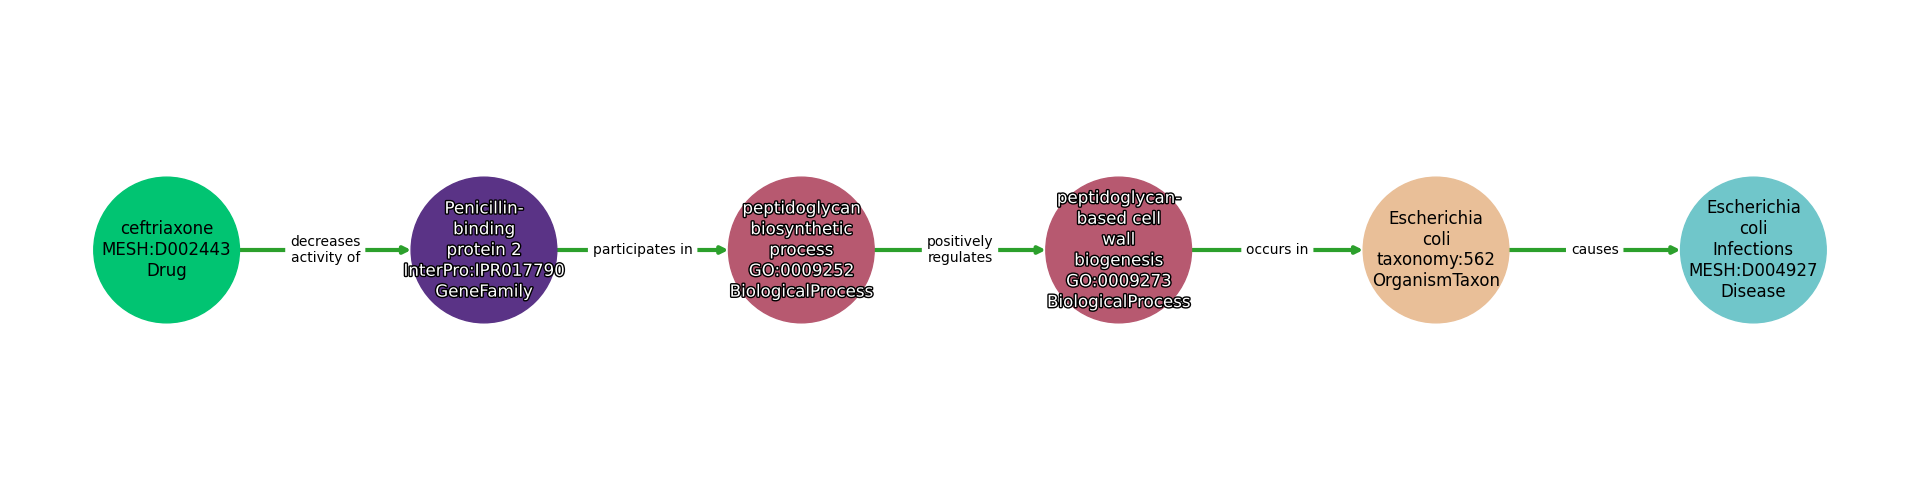 ceftriaxone
MESH:D002443
Drug
decreases
activity of
Penicillin-
binding
protein 2
InterPro:IPR017790
GeneFamily
participates in
peptidoglycan
biosynthetic
process
GO:0009252
BiologicalProcess
positively
regulates
peptidoglycan-
based cell
wall
biogenesis
GO:0009273
BiologicalProcess
occurs in
Escherichia
coli
taxonomy:562
OrganismTaxon
causes
Escherichia
coli
Infections
MESH:D004927
Disease